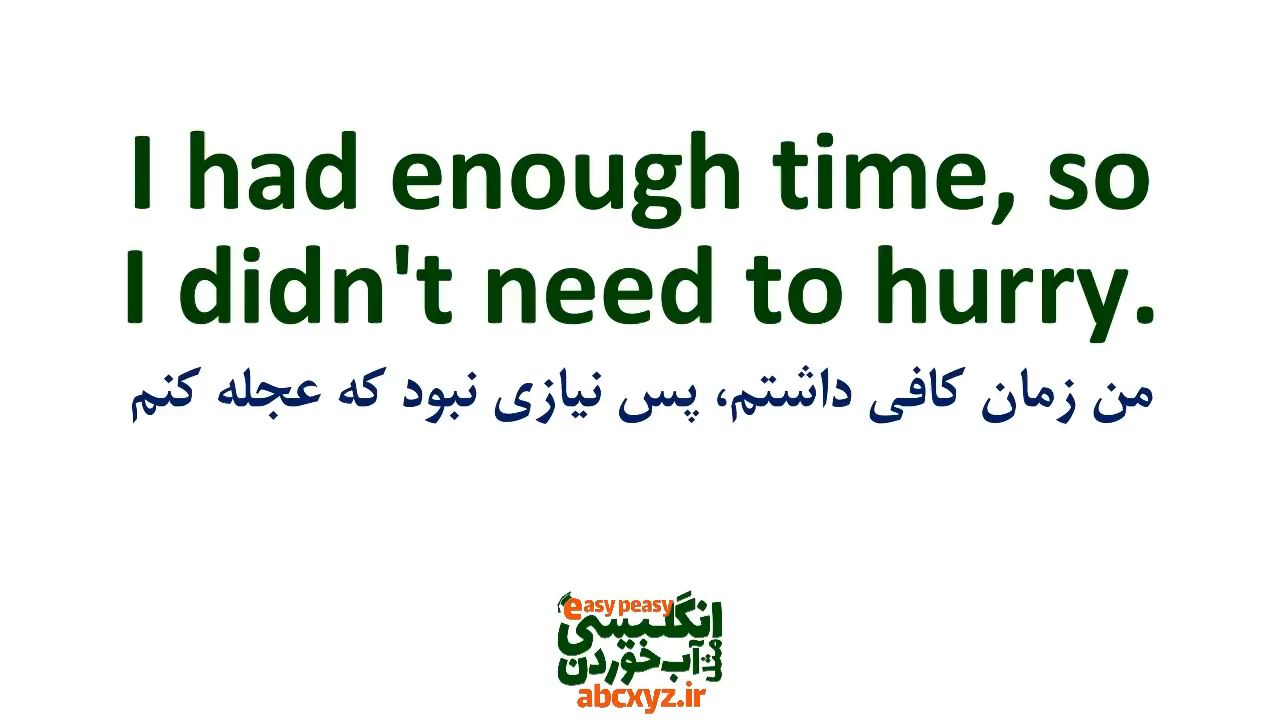 I had enough time, so
I didn't need to hurry.
من زمان کافی داشتم، پس نیازی نبود که عجله کنم
easy peasy
انگلیسی
مثل آب خوردن
abcxyz.ir